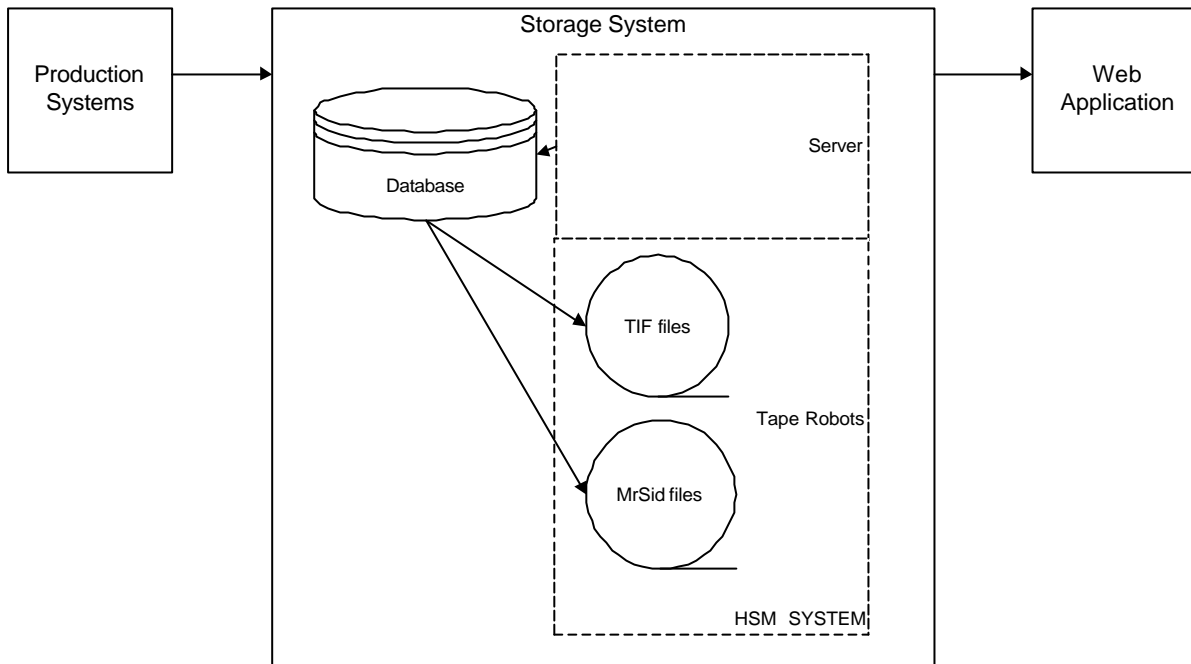 Storage System
Production
Systems
Web
Application
Server
Database
TIF files
Tape Robots
MrSid files
HSM SYSTEM